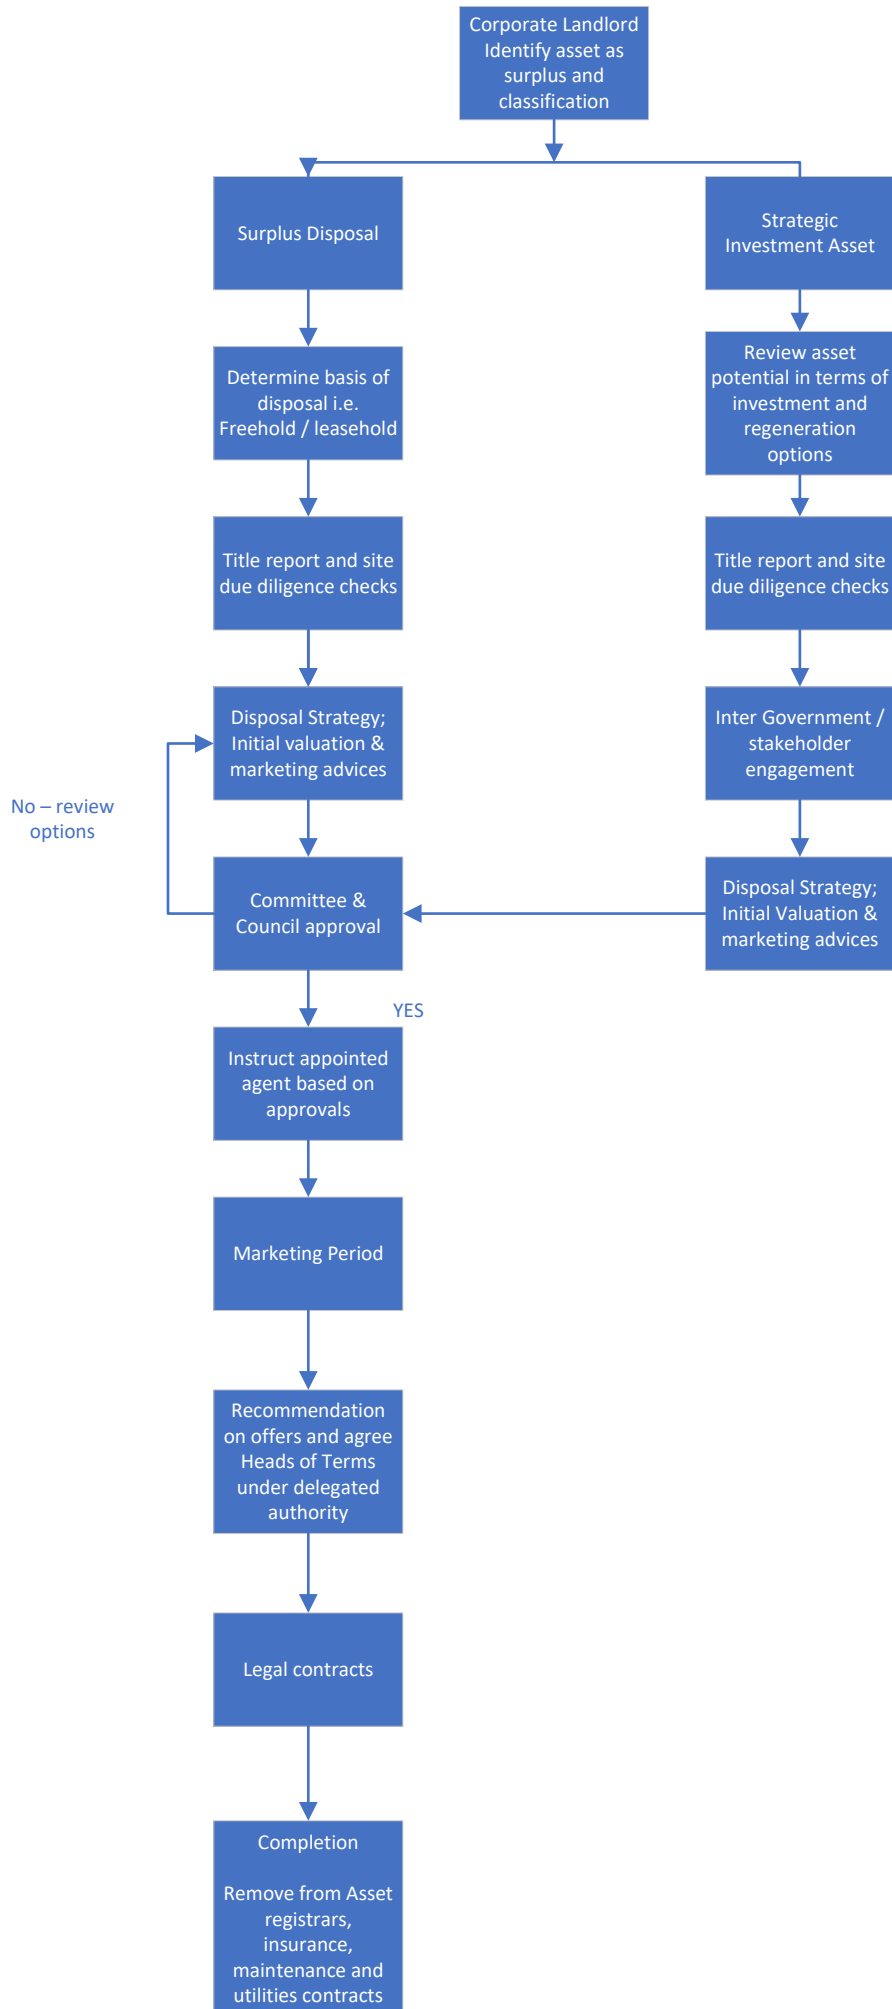 Corporate Landlord
Identify asset as
surplus and
classification
Surplus Disposal
Strategic
Investment Asset
Determine basis of
disposal i.e.
Freehold / leasehold
Review asset
potential in terms of
investment and
regeneration
options
Title report and site
due diligence checks
Title report and site
due diligence checks
Disposal Strategy;
Initial valuation &
marketing advices
Inter Government /
stakeholder
engagement
No – review
options
Committee &
Council approval
Disposal Strategy;
Initial Valuation &
marketing advices
YES
Instruct appointed
agent based on
approvals
Marketing Period
Recommendation
on offers and agree
Heads of Terms
under delegated
authority
Legal contracts
Completion
Remove from Asset
registrars,
insurance,
maintenance and
utilities contracts